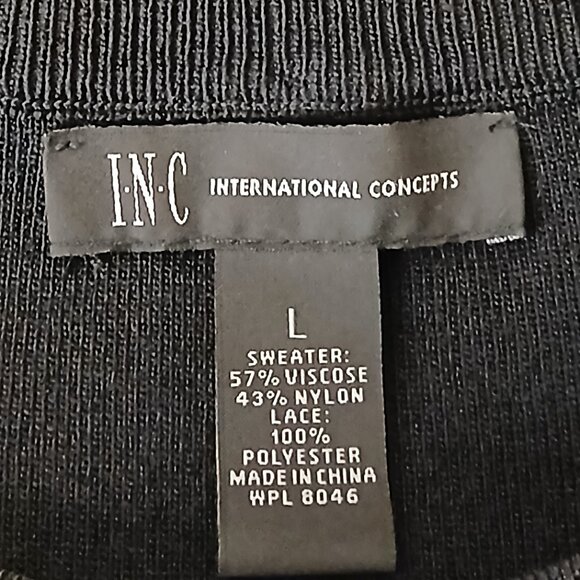 I·N·C INTERNATIONAL CONCEPTS
L
SWEATER:
57% VISCOSE
43% NYLON
LACE:
100%
POLYESTER
MADE IN CHINA
WPL 8046